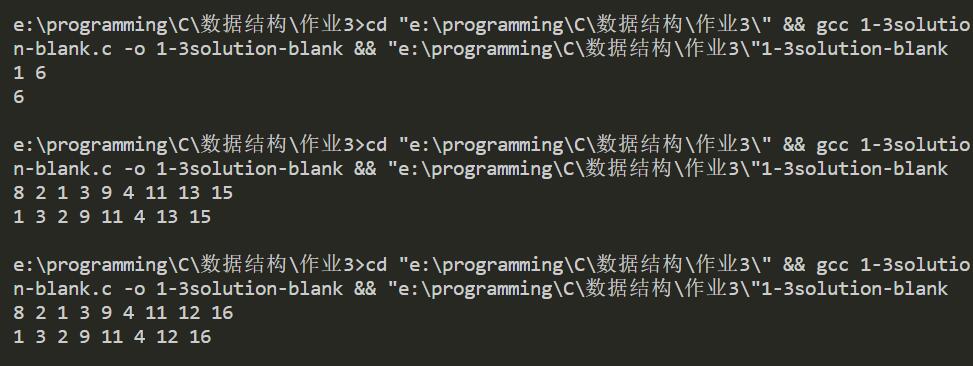 e:\programming\C\数据结构\作业3>cd "e:\programming\C\数据结构\作业3\" && gcc 1-3solutio
n-blank.c -o 1-3solution-blank && "e:\programming\C\数据结构\作业3\"1-3solution-blank
1 6
6
e:\programming\C\数据结构\作业3>cd "e:\programming\C\数据结构\作业3\" && gcc 1-3solutio
n-blank.c -o 1-3solution-blank && "e:\programming\C\数据结构\作业3\"1-3solution-blank
8 2 1 3 9 4 11 13 15
1 3 2 9 11 4 13 15
e:\programming\C\数据结构\作业3>cd "e:\programming\C\数据结构\作业3\" && gcc 1-3solutio
n-blank.c -o 1-3solution-blank && "e:\programming\C\数据结构\作业3\"1-3solution-blank
8 2 1 3 9 4 11 12 16
1 3 2 9 11 4 12 16